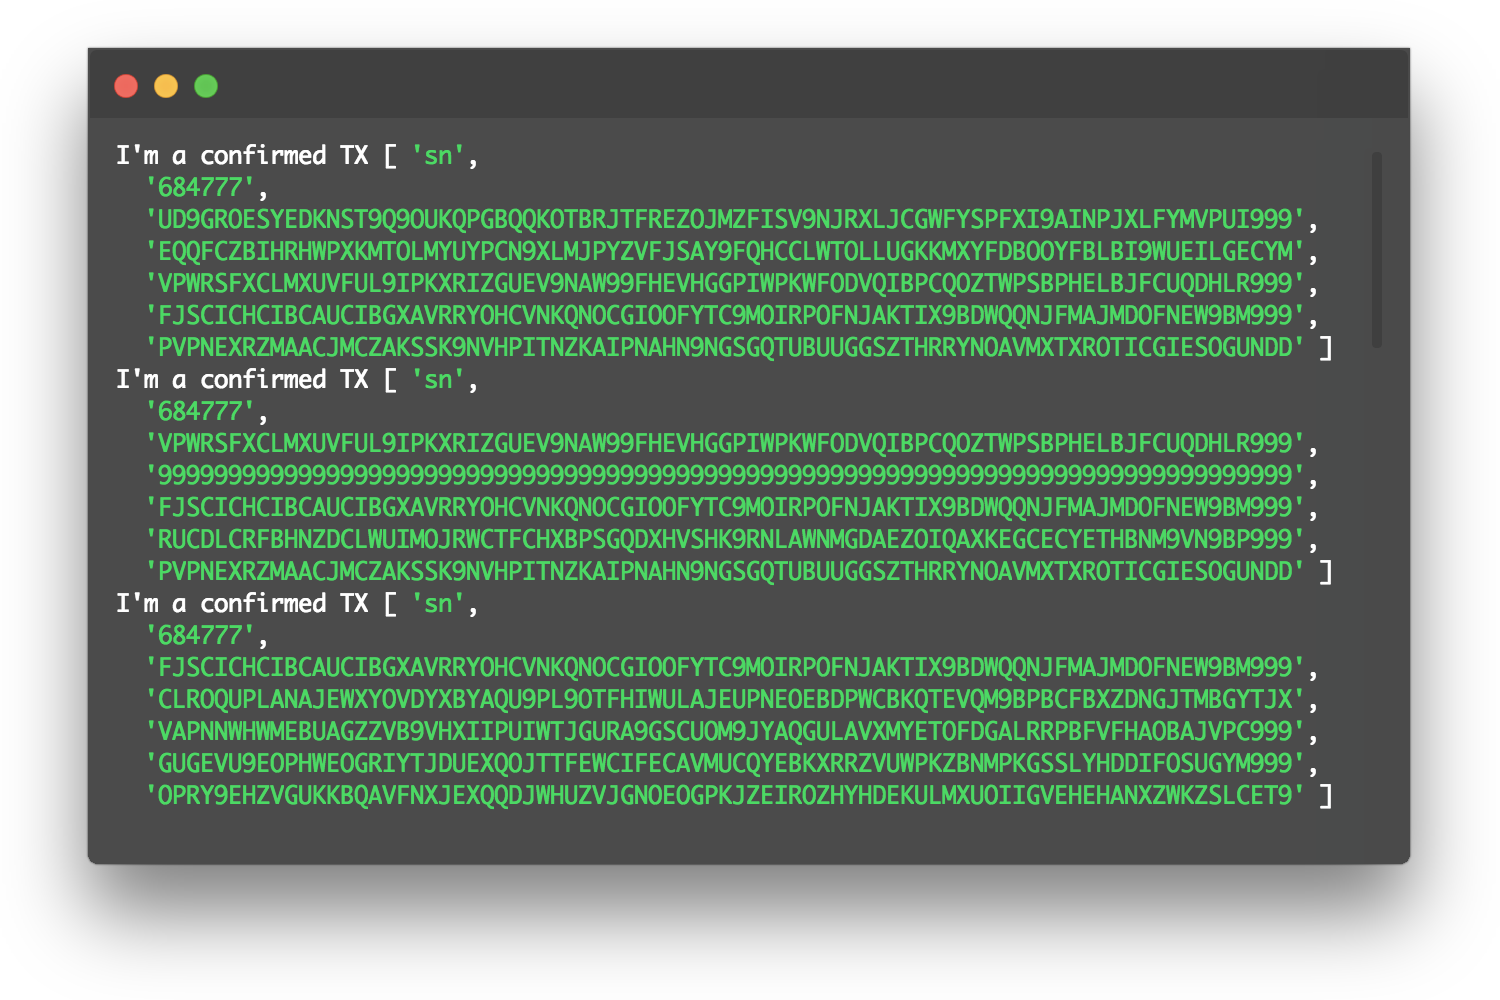 I'm a confirmed TX [ 'sn',
'684777',
'UD9GROESYEDKNST9Q9OUKQPGBQQKOTBRJTFREZOJMZFISV9NJRXLJCGWFYSPFXI9AINPJXLFYMVPUI999',
'EQQFCZBIHRHWPXKMTOLMYUYPCN9XLMJPYZVFJSAY9FQHCCLWTOLLUGKKMXYFDBOOYFBLBI9WUEILGECYM',
'VPWRSFXCLMXUVFUL9IPKXRIZGUEV9NAW99FHEVHGGPIWPKWFODVQIBPCQOZTWPSBPHELBJFCUQDHLR999',
'FJSCICHCIBCAUCIBGXAVRRYOHCVNKQNOCGIOOFYTC9MOIRPOFNJAKTIX9BDWQQNJFMAJMDOFNEW9BM999',
'PVPNEXRZMAACJMCZAKSSK9NVHPITNZKAIPNAHN9NGSGQTUBUUGGSZTHRRYNOAVMXTXROTICGIESOGUNDD' ]
I'm a confirmed TX [ 'sn',
'684777',
'VPWRSFXCLMXUVFUL9IPKXRIZGUEV9NAW99FHEVHGGPIWPKWFODVQIBPCQOZTWPSBPHELBJFCUQDHLR999',
'999999999999999999999999999999999999999999999999999999999999999999999999999999999',
'FJSCICHCIBCAUCIBGXAVRRYOHCVNKQNOCGIOOFYTC9MOIRPOFNJAKTIX9BDWQQNJFMAJMDOFNEW9BM999',
'RUCDLCRFBHNZDCLWUIMOJRWCTFCHXBPSGQDXHVSHK9RNLAWNMGDAEZOIQAXKEGCECYETHBNM9VN9BP999',
'PVPNEXRZMAACJMCZAKSSK9NVHPITNZKAIPNAHN9NGSGQTUBUUGGSZTHRRYNOAVMXTXROTICGIESOGUNDD' ]
I'm a confirmed TX [ 'sn',
'684777',
'FJSCICHCIBCAUCIBGXAVRRYOHCVNKQNOCGIOOFYTC9MOIRPOFNJAKTIX9BDWQQNJFMAJMDOFNEW9BM999',
'CLROQUPLANAJEWXYOVDYXBYAQU9PL9OTFHIWULAJEUPNEOEBDPWCBKQTEVQM9BPBCFBXZDNGJTMBGYTJX',
'VAPNNWHWMEBUAGZZVB9VHXIIPUIWTJGURA9GSCUOM9JYAQGULAVXMYETOFDGALRRPBFVFHAOBAJVPC999',
'GUGEVU9EOPHWEOGRIYTJDUEXQOJTTFEWCIFECAVMUCQYEBKXRRZVUWPKZBNMPKGSSLYHDDIFOSUGYM999',
'OPRY9EHZVGUKKBQAVFNXJEXQQDJWHUZVJGNOEOGPKJZEIROZHYHDEKULMXUOIIGVEHEHANXZWKZSLCET9' ]